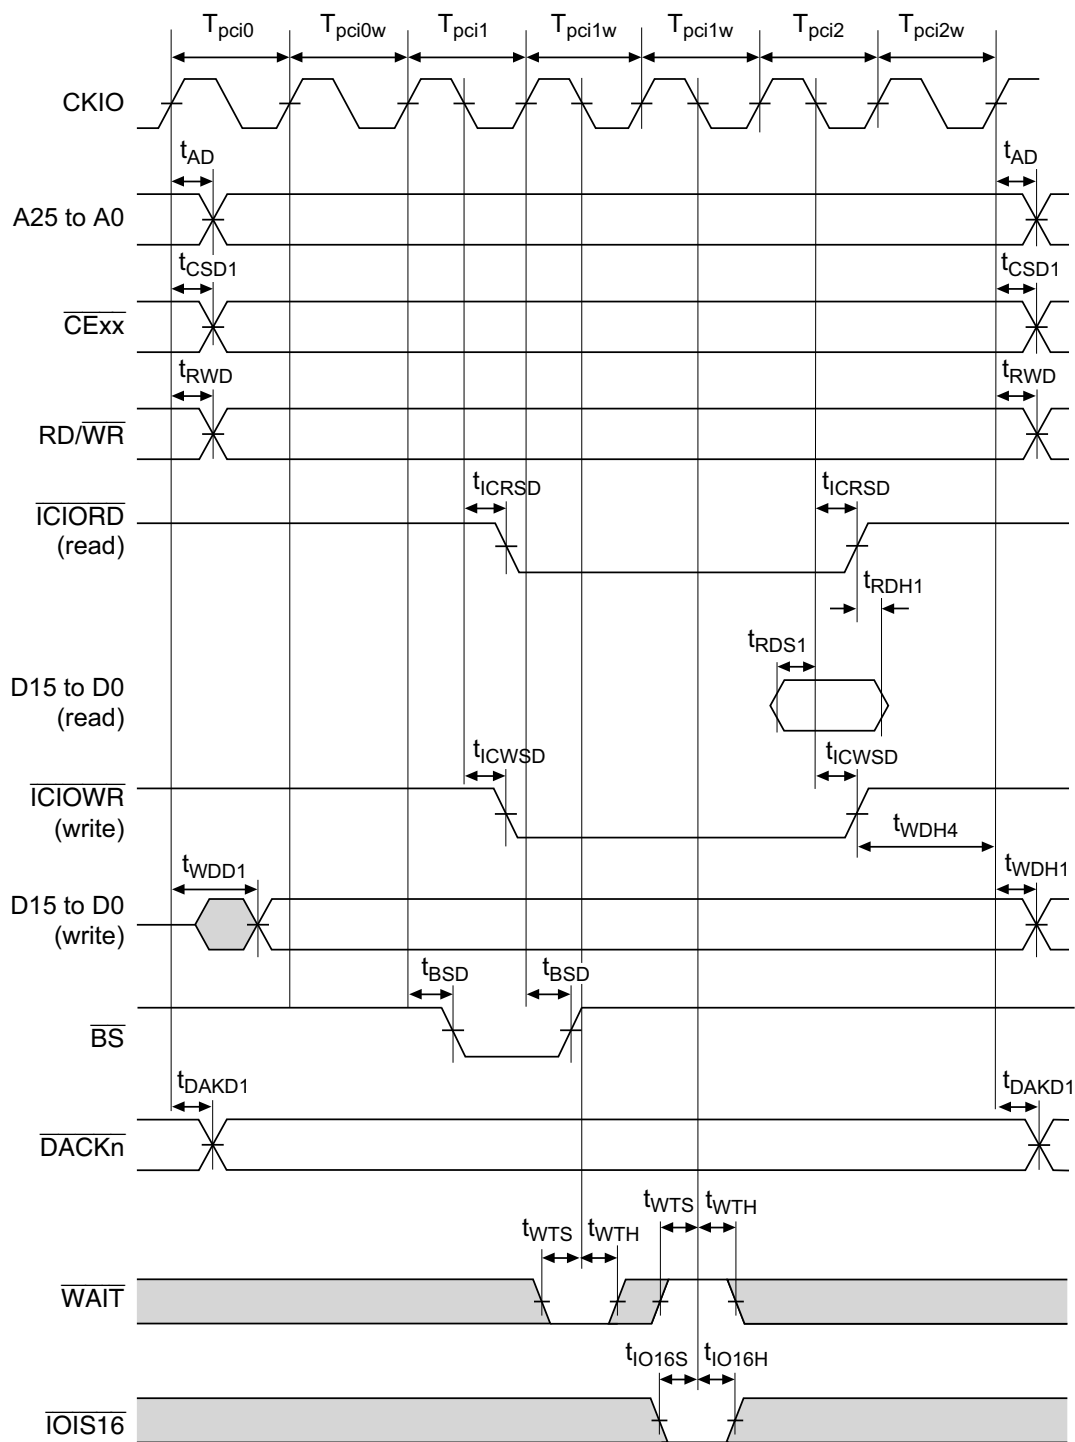 Tpci0 Tpci0w Tpci1 Tpci1w Tpci1w Tpci2 Tpci2w
CKIO
tAD tAD
A25 to A0
tCSD1 tCSD1
CExx
tRWD tRWD
RD/WR
tICRSD tICRSD
ICIORD
(read)
tRDH1
tRDS1
D15 to D0
(read)
tICWSD tICWSD
ICIOWR
(write)
tWDH4
tWDD1 tWDH1
D15 to D0
(write)
tBSD tBSD
BS
tDAKD1 tDAKD1
DACKn
tWTS tWTH tWTS tWTH
WAIT
tIO16S tIO16H
IOIS16